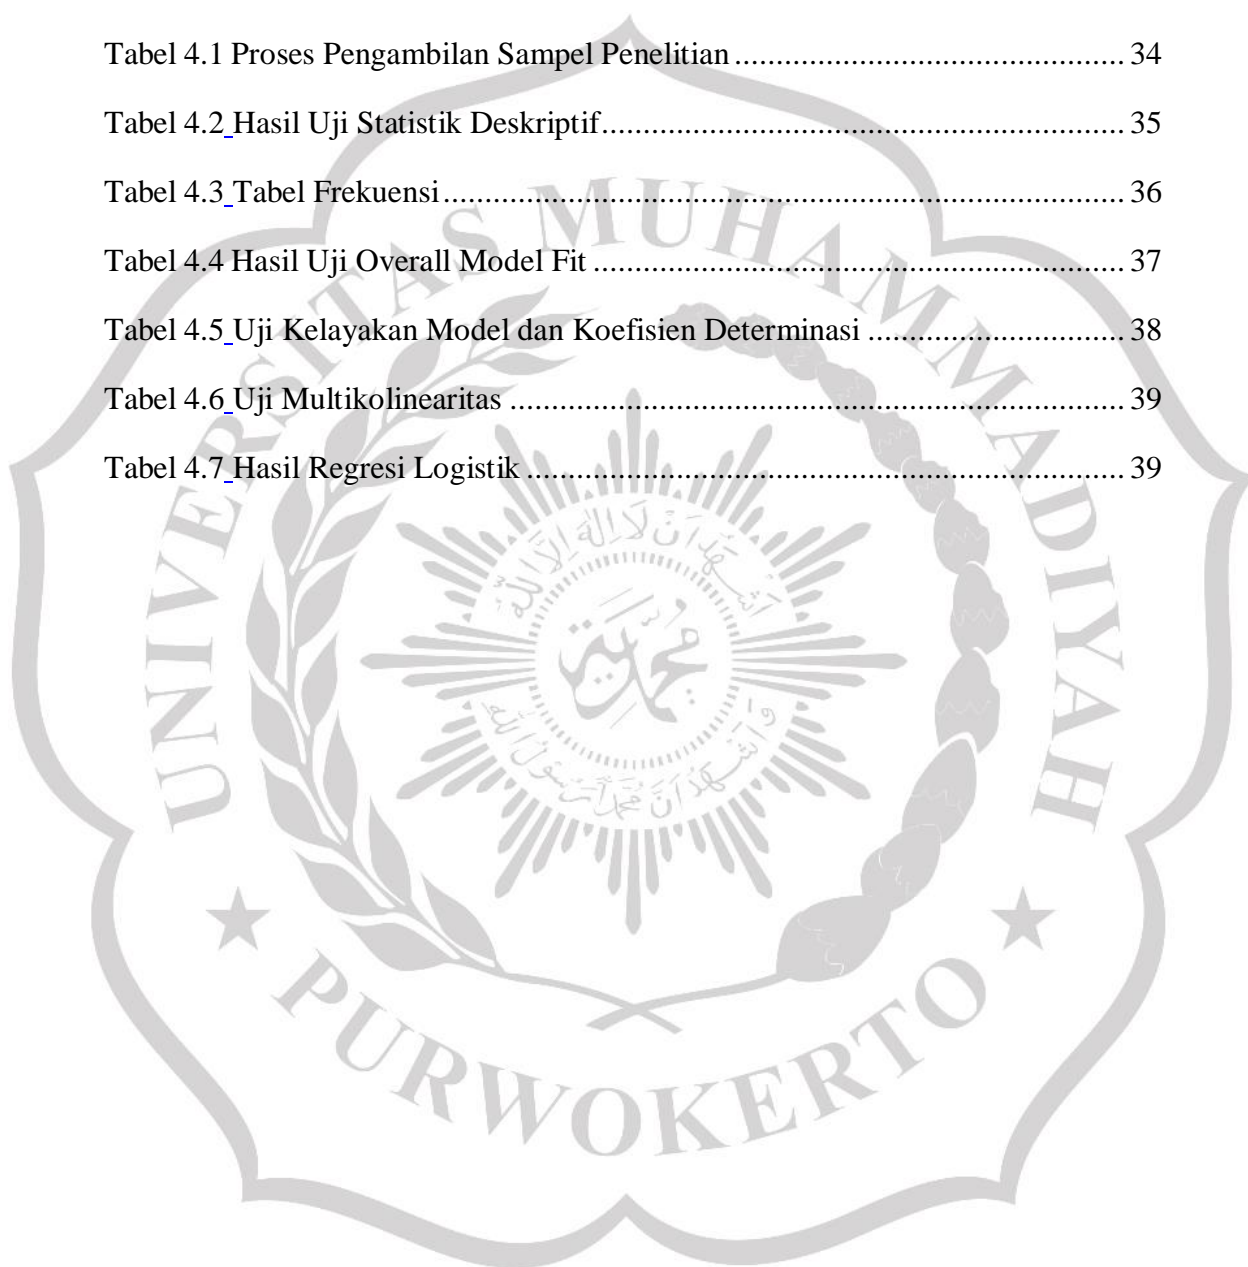 Tabel 4.1 Proses Pengambilan Sampel Penelitian ............................................... 34
Tabel 4.2 Hasil Uji Statistik Deskriptif............................................................... 35
Tabel 4.3 Tabel Frekuensi.................................................................................. 36
Tabel 4.4 Hasil Uji Overall Model Fit ................................................................ 37
Tabel 4.5 Uji Kelayakan Model dan Koefisien Determinasi ............................... 38
Tabel 4.6 Uji Multikolinearitas .......................................................................... 39
Tabel 4.7 Hasil Regresi Logistik ........................................................................ 39
UNIVERSITAS MUHAMMADIYAH
اَشْهَدُ اَنْ لَا اِلٰهَ اِلَّا اللّٰهُ
محمدية
وَاَشْهَدُ اَنَّ مُحَمَّدًا رَسُوْلُ اللّٰهِ
★ PURWOKERTO ★